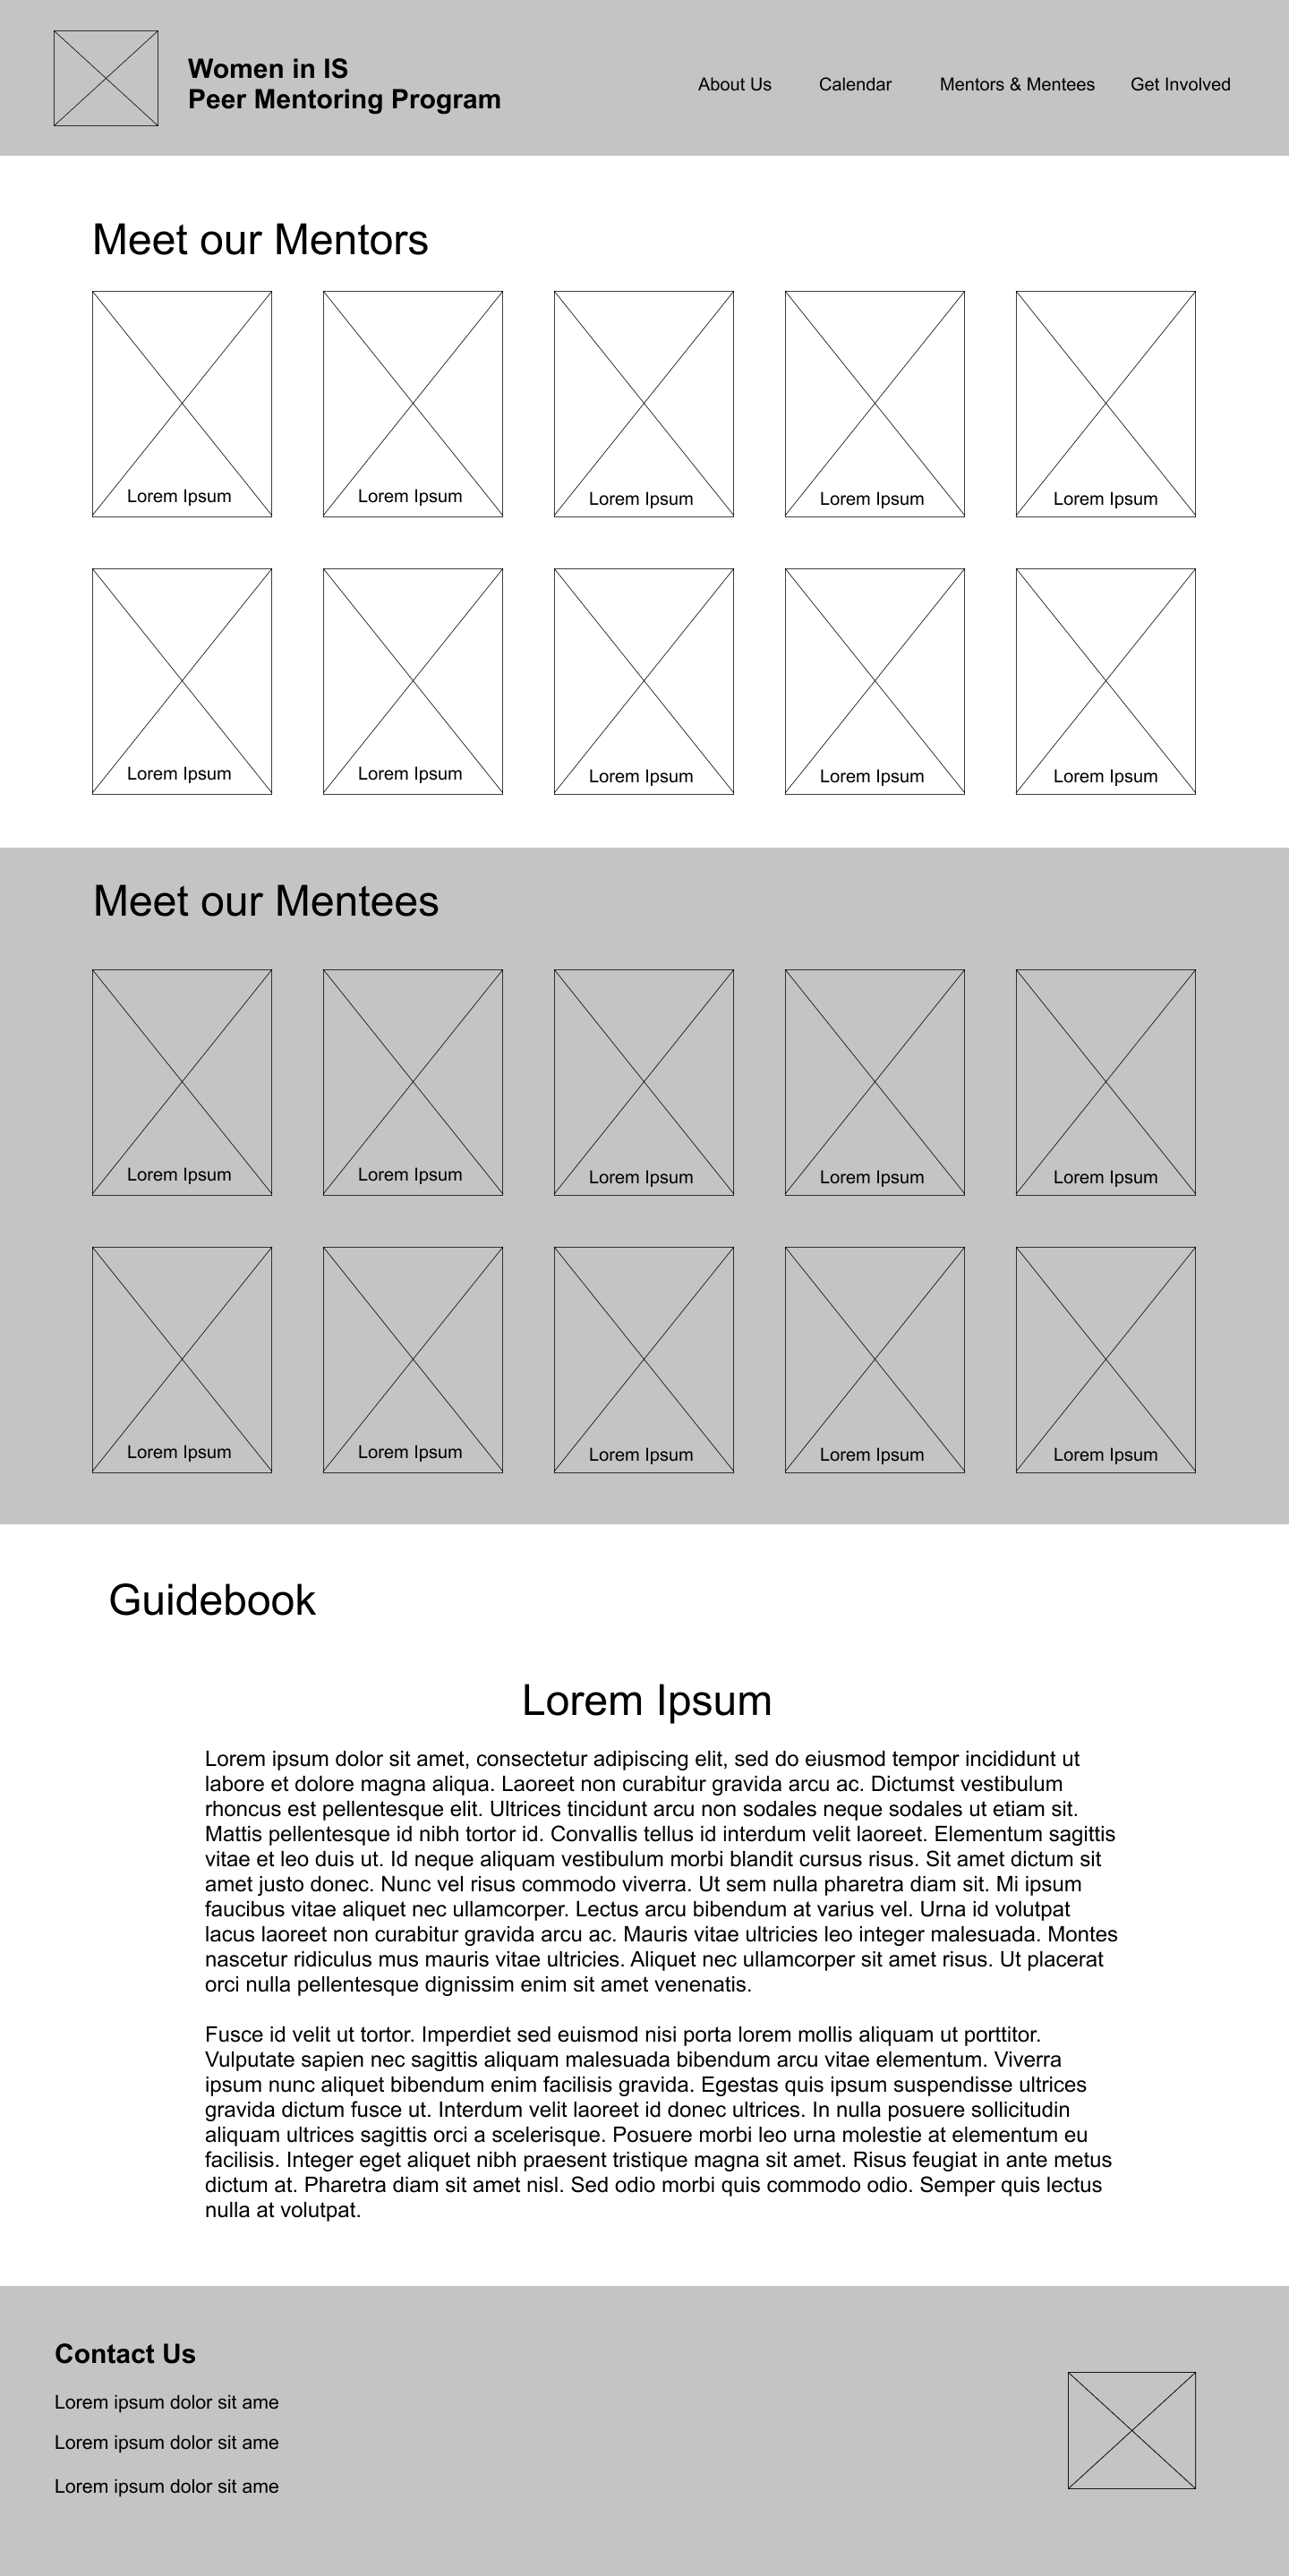 Women in IS
Peer Mentoring Program
About Us
Calendar
Mentors & Mentees
Get Involved
Meet our Mentors
Lorem Ipsum
Lorem Ipsum
Lorem Ipsum
Lorem Ipsum
Lorem Ipsum
Lorem Ipsum
Lorem Ipsum
Lorem Ipsum
Lorem Ipsum
Lorem Ipsum
Meet our Mentees
Lorem Ipsum
Lorem Ipsum
Lorem Ipsum
Lorem Ipsum
Lorem Ipsum
Lorem Ipsum
Lorem Ipsum
Lorem Ipsum
Lorem Ipsum
Lorem Ipsum
Guidebook
Lorem Ipsum
Lorem ipsum dolor sit amet, consectetur adipiscing elit, sed do eiusmod tempor incididunt ut
labore et dolore magna aliqua. Laoreet non curabitur gravida arcu ac. Dictumst vestibulum
rhoncus est pellentesque elit. Ultrices tincidunt arcu non sodales neque sodales ut etiam sit.
Mattis pellentesque id nibh tortor id. Convallis tellus id interdum velit laoreet. Elementum sagittis
vitae et leo duis ut. Id neque aliquam vestibulum morbi blandit cursus risus. Sit amet dictum sit
amet justo donec. Nunc vel risus commodo viverra. Ut sem nulla pharetra diam sit. Mi ipsum
faucibus vitae aliquet nec ullamcorper. Lectus arcu bibendum at varius vel. Urna id volutpat
lacus laoreet non curabitur gravida arcu ac. Mauris vitae ultricies leo integer malesuada. Montes
nascetur ridiculus mus mauris vitae ultricies. Aliquet nec ullamcorper sit amet risus. Ut placerat
orci nulla pellentesque dignissim enim sit amet venenatis.
Fusce id velit ut tortor. Imperdiet sed euismod nisi porta lorem mollis aliquam ut porttitor.
Vulputate sapien nec sagittis aliquam malesuada bibendum arcu vitae elementum. Viverra
ipsum nunc aliquet bibendum enim facilisis gravida. Egestas quis ipsum suspendisse ultrices
gravida dictum fusce ut. Interdum velit laoreet id donec ultrices. In nulla posuere sollicitudin
aliquam ultrices sagittis orci a scelerisque. Posuere morbi leo urna molestie at elementum eu
facilisis. Integer eget aliquet nibh praesent tristique magna sit amet. Risus feugiat in ante metus
dictum at. Pharetra diam sit amet nisl. Sed odio morbi quis commodo odio. Semper quis lectus
nulla at volutpat.
Contact Us
Lorem ipsum dolor sit ame
Lorem ipsum dolor sit ame
Lorem ipsum dolor sit ame